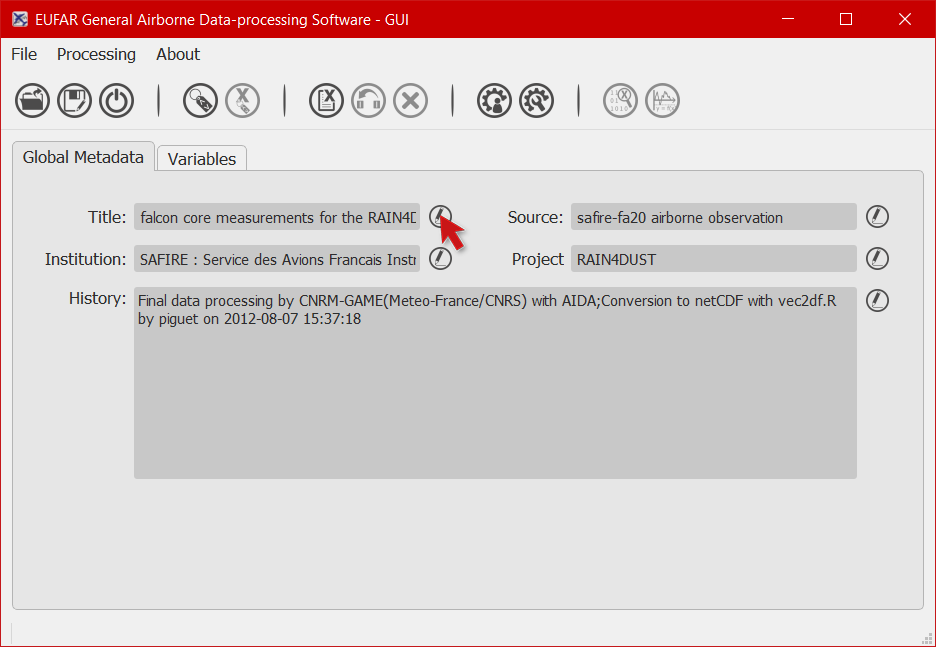 EUFAR General Airborne Data-processing Software - GUI
File Processing About
Global Metadata Variables
Title: falcon core measurements for the RAIN4D Source: safire-fa20 airborne observation
Institution: SAFIRE : Service des Avions Francais Instr Project RAIN4DUST
History: Final data processing by CNRM-GAME(Meteo-France/CNRS) with AIDA;Conversion to netCDF with vec2df.R
by piguet on 2012-08-07 15:37:18